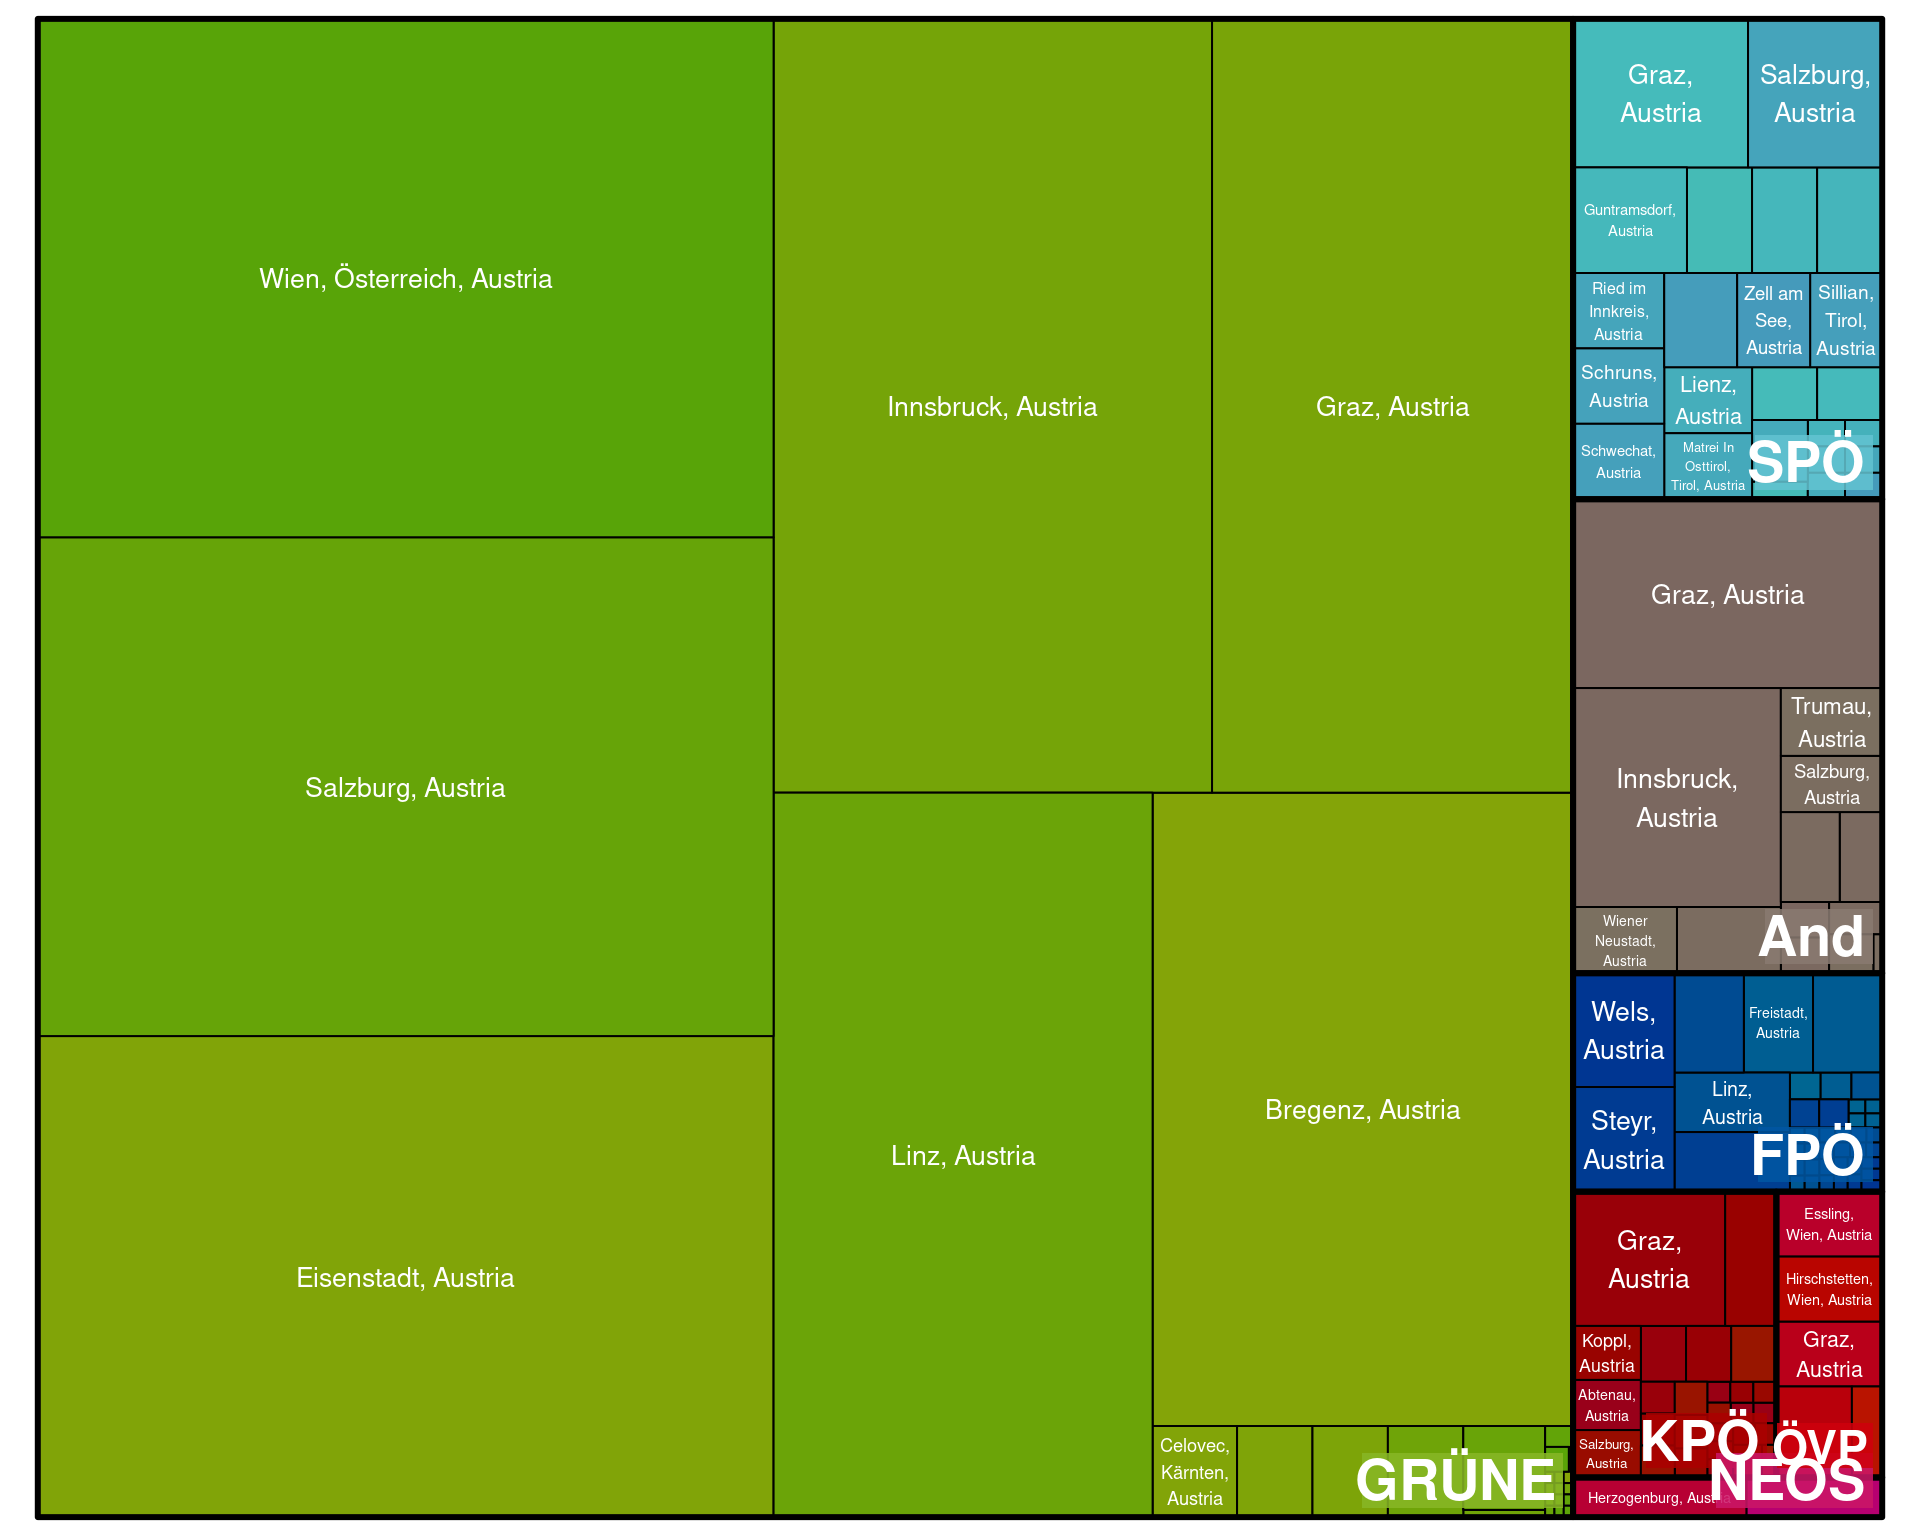 Wien, Österreich, Austria
Salzburg, Austria
Eisenstadt, Austria
Innsbruck, Austria
Graz, Austria
Linz, Austria
Bregenz, Austria
Celovec,
Kärnten,
Austria
GRÜNE
Graz,
Austria
Salzburg,
Austria
Guntramsdorf,
Austria
Ried im
Innkreis,
Austria
Zell am
See,
Austria
Sillian,
Tirol,
Austria
Schruns,
Austria
Lienz,
Austria
Schwechat,
Austria
Matrei In
Osttirol,
Tirol, Austria
SPÖ
Graz, Austria
Innsbruck,
Austria
Trumau,
Austria
Salzburg,
Austria
Wiener
Neustadt,
Austria
And
Wels,
Austria
Freistadt,
Austria
Steyr,
Austria
Linz,
Austria
FPÖ
Graz,
Austria
Koppl,
Austria
Abtenau,
Austria
Salzburg,
Austria
KPÖ
Essling,
Wien, Austria
Hirschstetten,
Wien, Austria
Graz,
Austria
ÖVP
Herzogenburg, Austria
NEOS